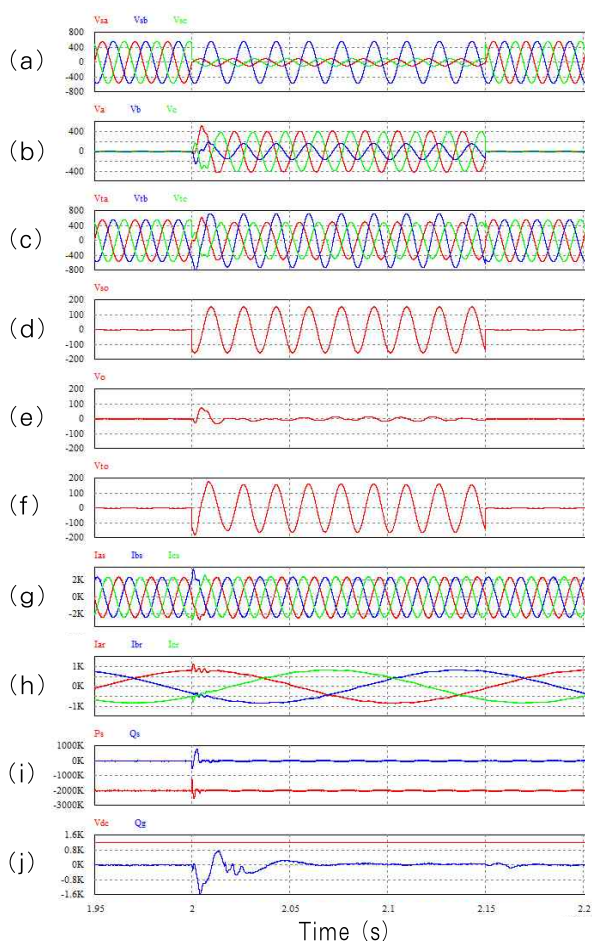 Vsa Vsb Vsc
(a) 800 400 0 -400 -800
Va Vb Vc
(b) 400 0 -400
Vta Vtb Vtc
(c) 800 400 0 -400 -800
Vso
(d) 200 100 0 -100 -200
Vo
(e) 200 100 0 -100 -200
Vto
(f) 200 100 0 -100 -200
Ias Ibs Ics
(g) 2K 0K -2K
Iar Ibr Icr
(h) 1K 0K -1K
Ps Qs
(i) 1000K 0K -1000K -2000K -3000K
Vdc Qg
(j) 1.6K 0.8K 0K -0.8K -1.6K
1.95 2 2.05 2.1 2.15 2.2
Time (s)